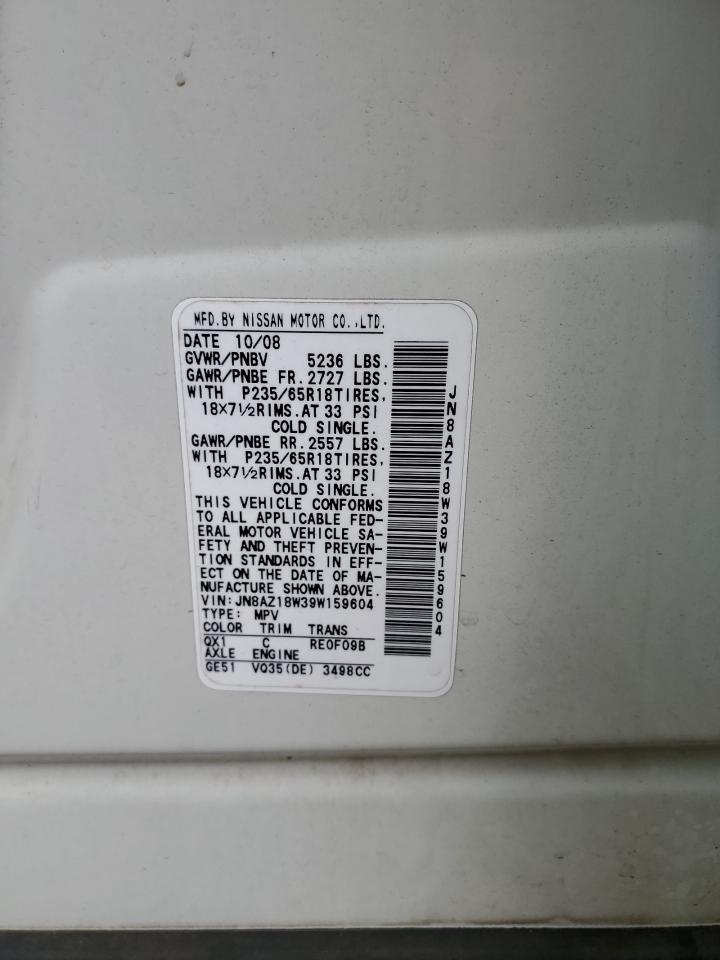 MFD.BY NISSAN MOTOR CO.,LTD.
DATE 10/08
GVWR/PNBV 5236 LBS.
GAWR/PNBE FR. 2727 LBS.
WITH P235/65R18TIRES,
18×7½RIMS.AT 33 PSI
COLD SINGLE.
GAWR/PNBE RR. 2557 LBS.
WITH P235/65R18TIRES,
18×7½RIMS.AT 33 PSI
COLD SINGLE.
THIS VEHICLE CONFORMS
TO ALL APPLICABLE FED-
ERAL MOTOR VEHICLE SA-
FETY AND THEFT PREVEN-
TION STANDARDS IN EFF-
ECT ON THE DATE OF MA-
NUFACTURE SHOWN ABOVE.
VIN: JN8AZ18W39W159604
TYPE: MPV
COLOR TRIM TRANS
QX1 C RE0F09B
AXLE ENGINE
GE51 VQ35(DE) 3498CC
JN8AZ18W39W159604